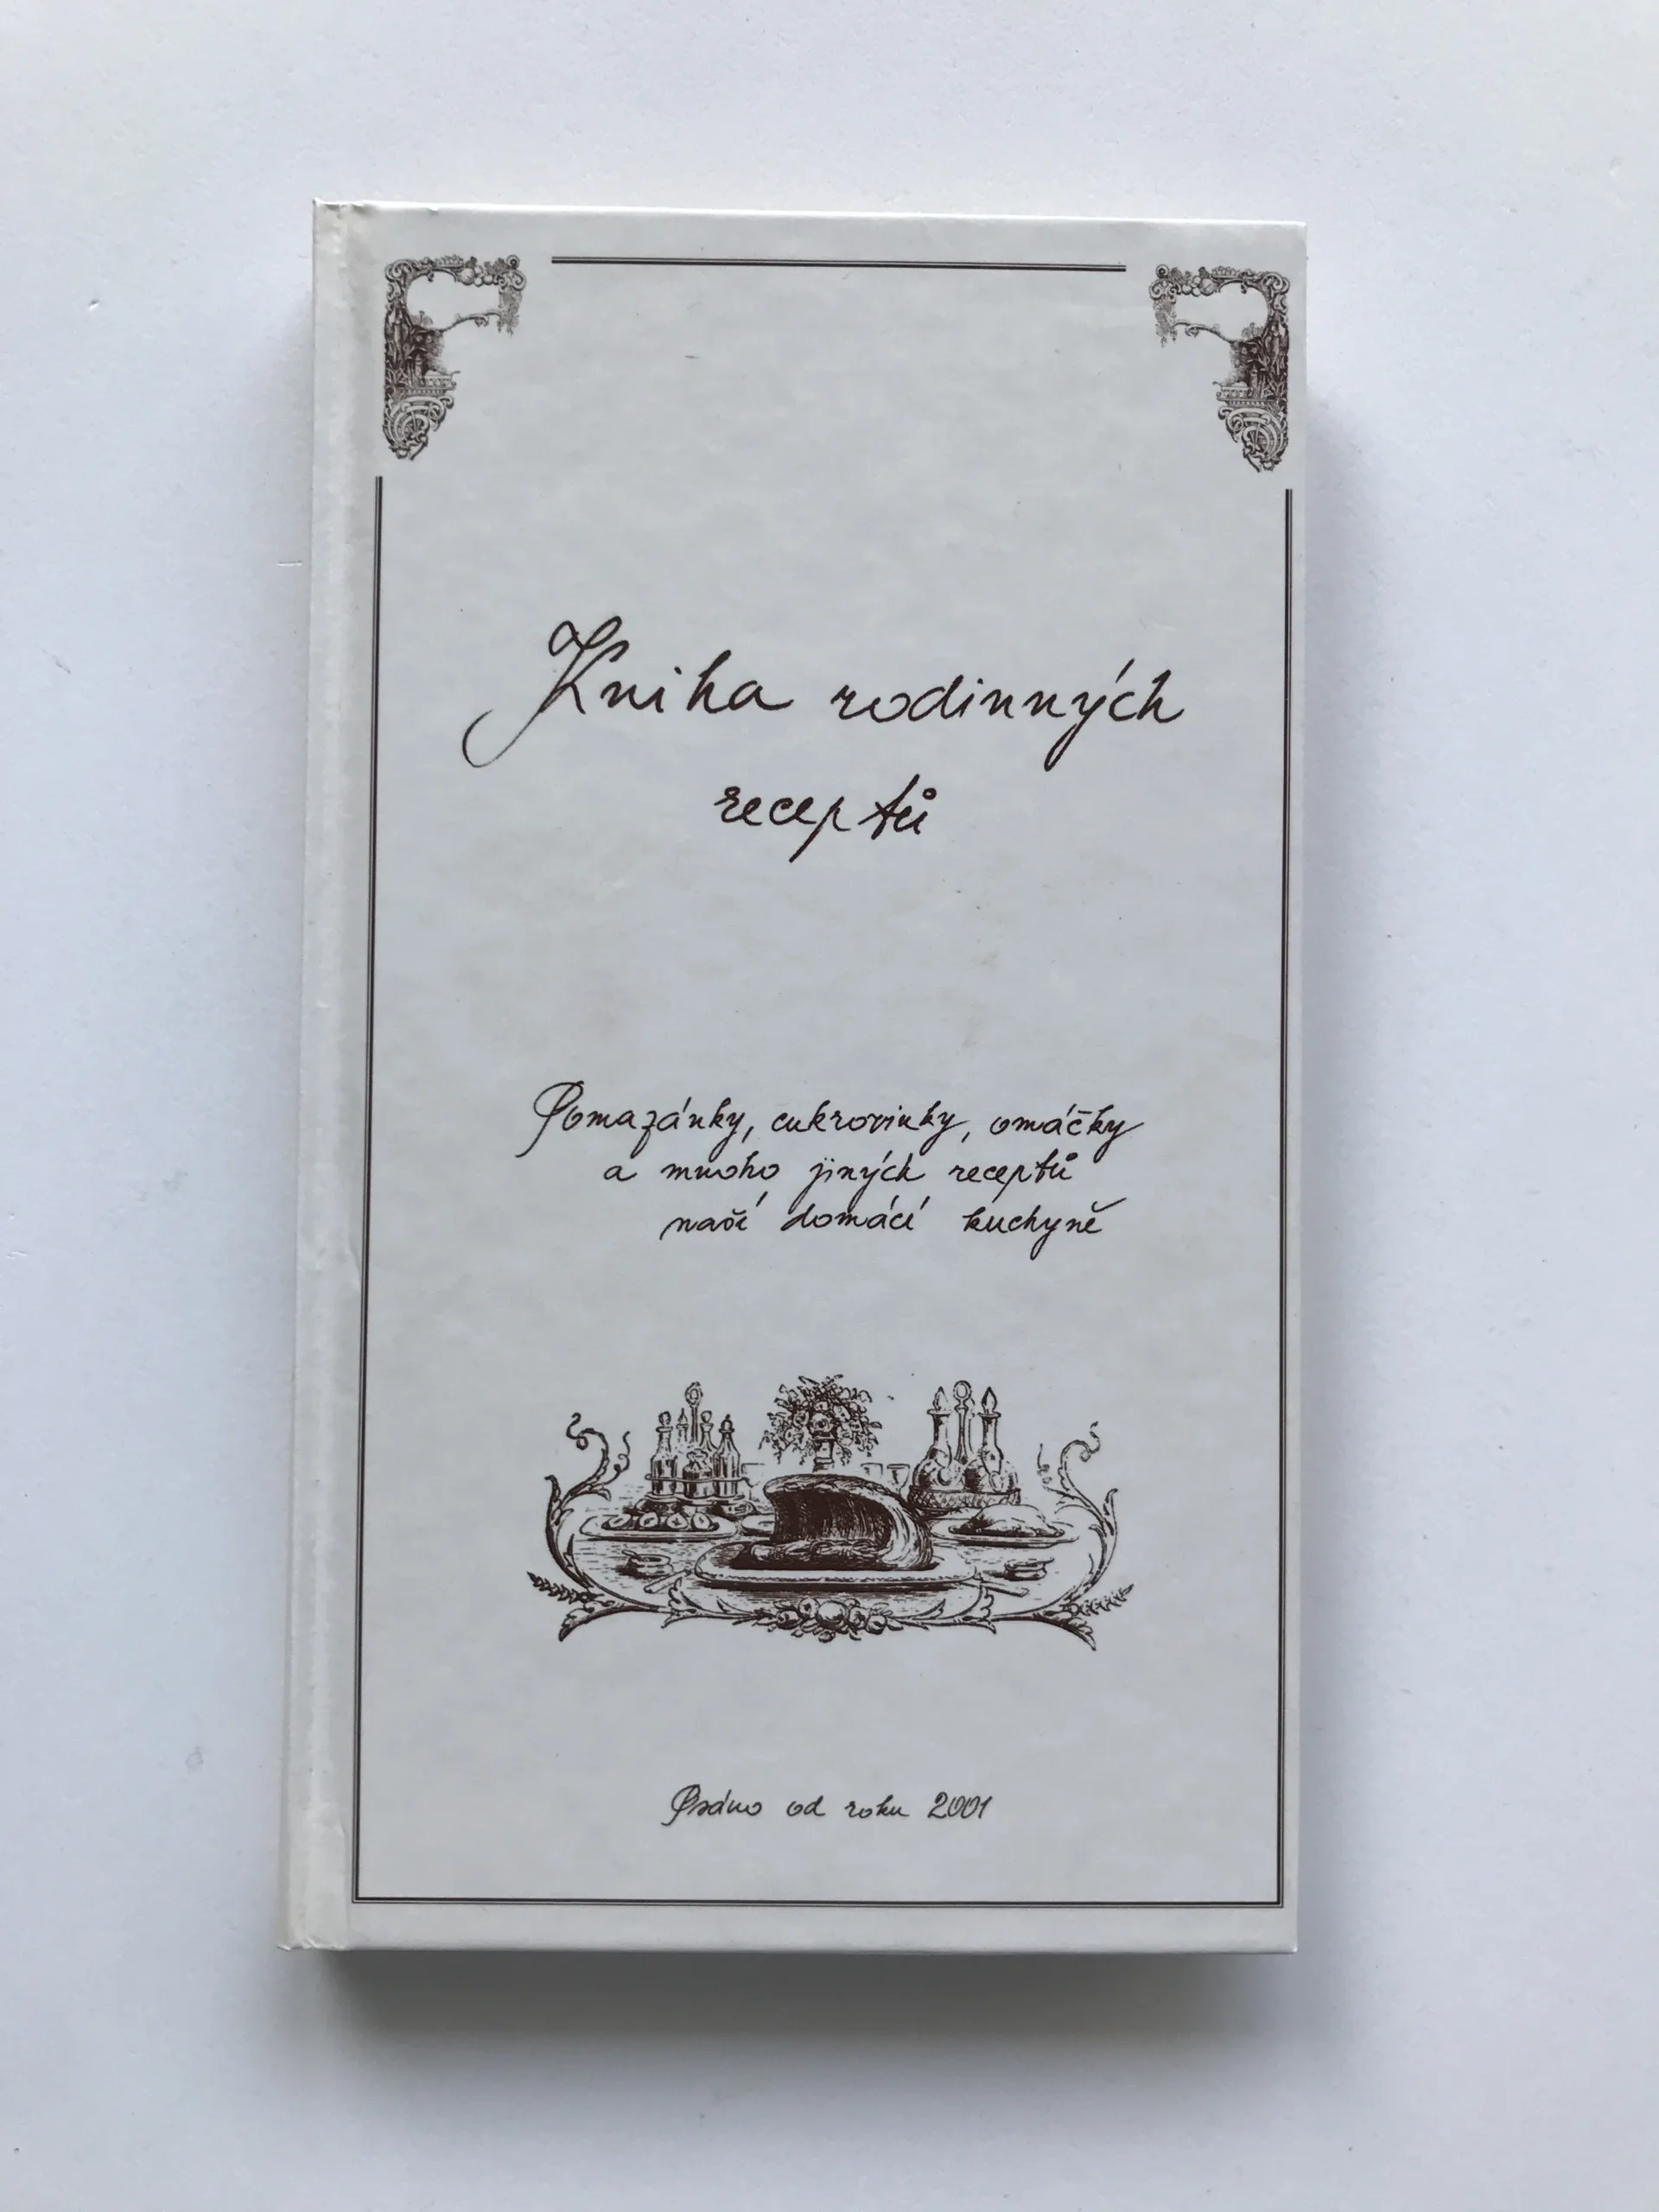 Kniha rodinných
receptů
Pomazánky, cukrovinky, omáčky
a mnoho jiných receptů
naší domácí kuchyně
Psáno od roku 2001